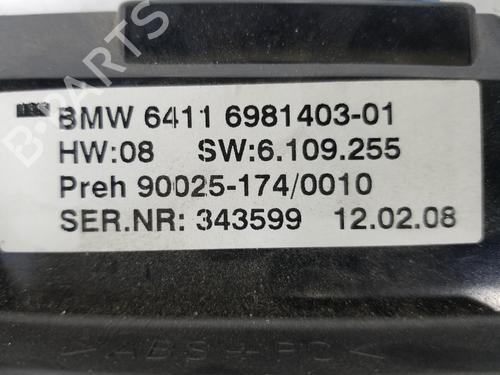 BMW 6411 6981403-01
HW:08 SW:6.109.255
Preh 90025-174/0010
SER.NR: 343599 12.02.08
>ABS+PC<
B-PARTS